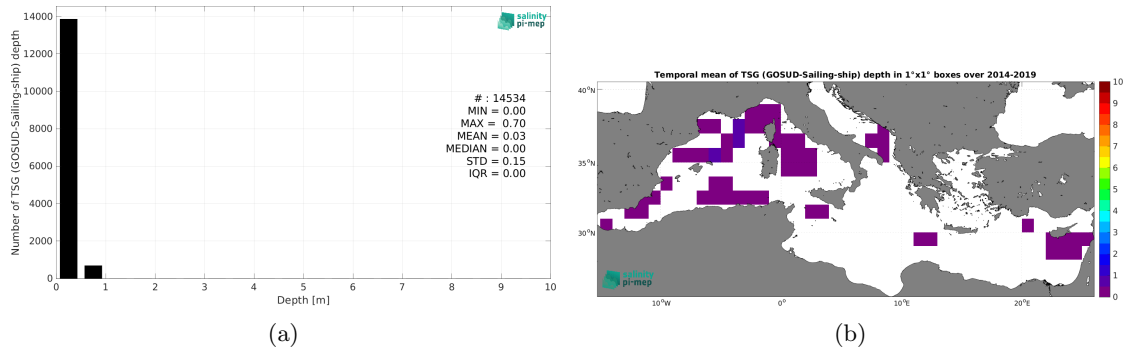 14000
12000
10000
8000
6000
4000
2000
0
Number of TSG (GOSUD-Sailing-ship) depth
salinity
pi-mep
# : 14534
MIN = 0.00
MAX = 0.70
MEAN = 0.03
MEDIAN = 0.00
STD = 0.15
IQR = 0.00
0 1 2 3 4 5 6 7 8 9 10
Depth [m]
(a)
Temporal mean of TSG (GOSUD-Sailing-ship) depth in 1°x1° boxes over 2014-2019
40°N
35°N
30°N
10°W 0° 10°E 20°E
salinity
pi-mep
10
9
8
7
6
5
4
3
2
1
0
(b)